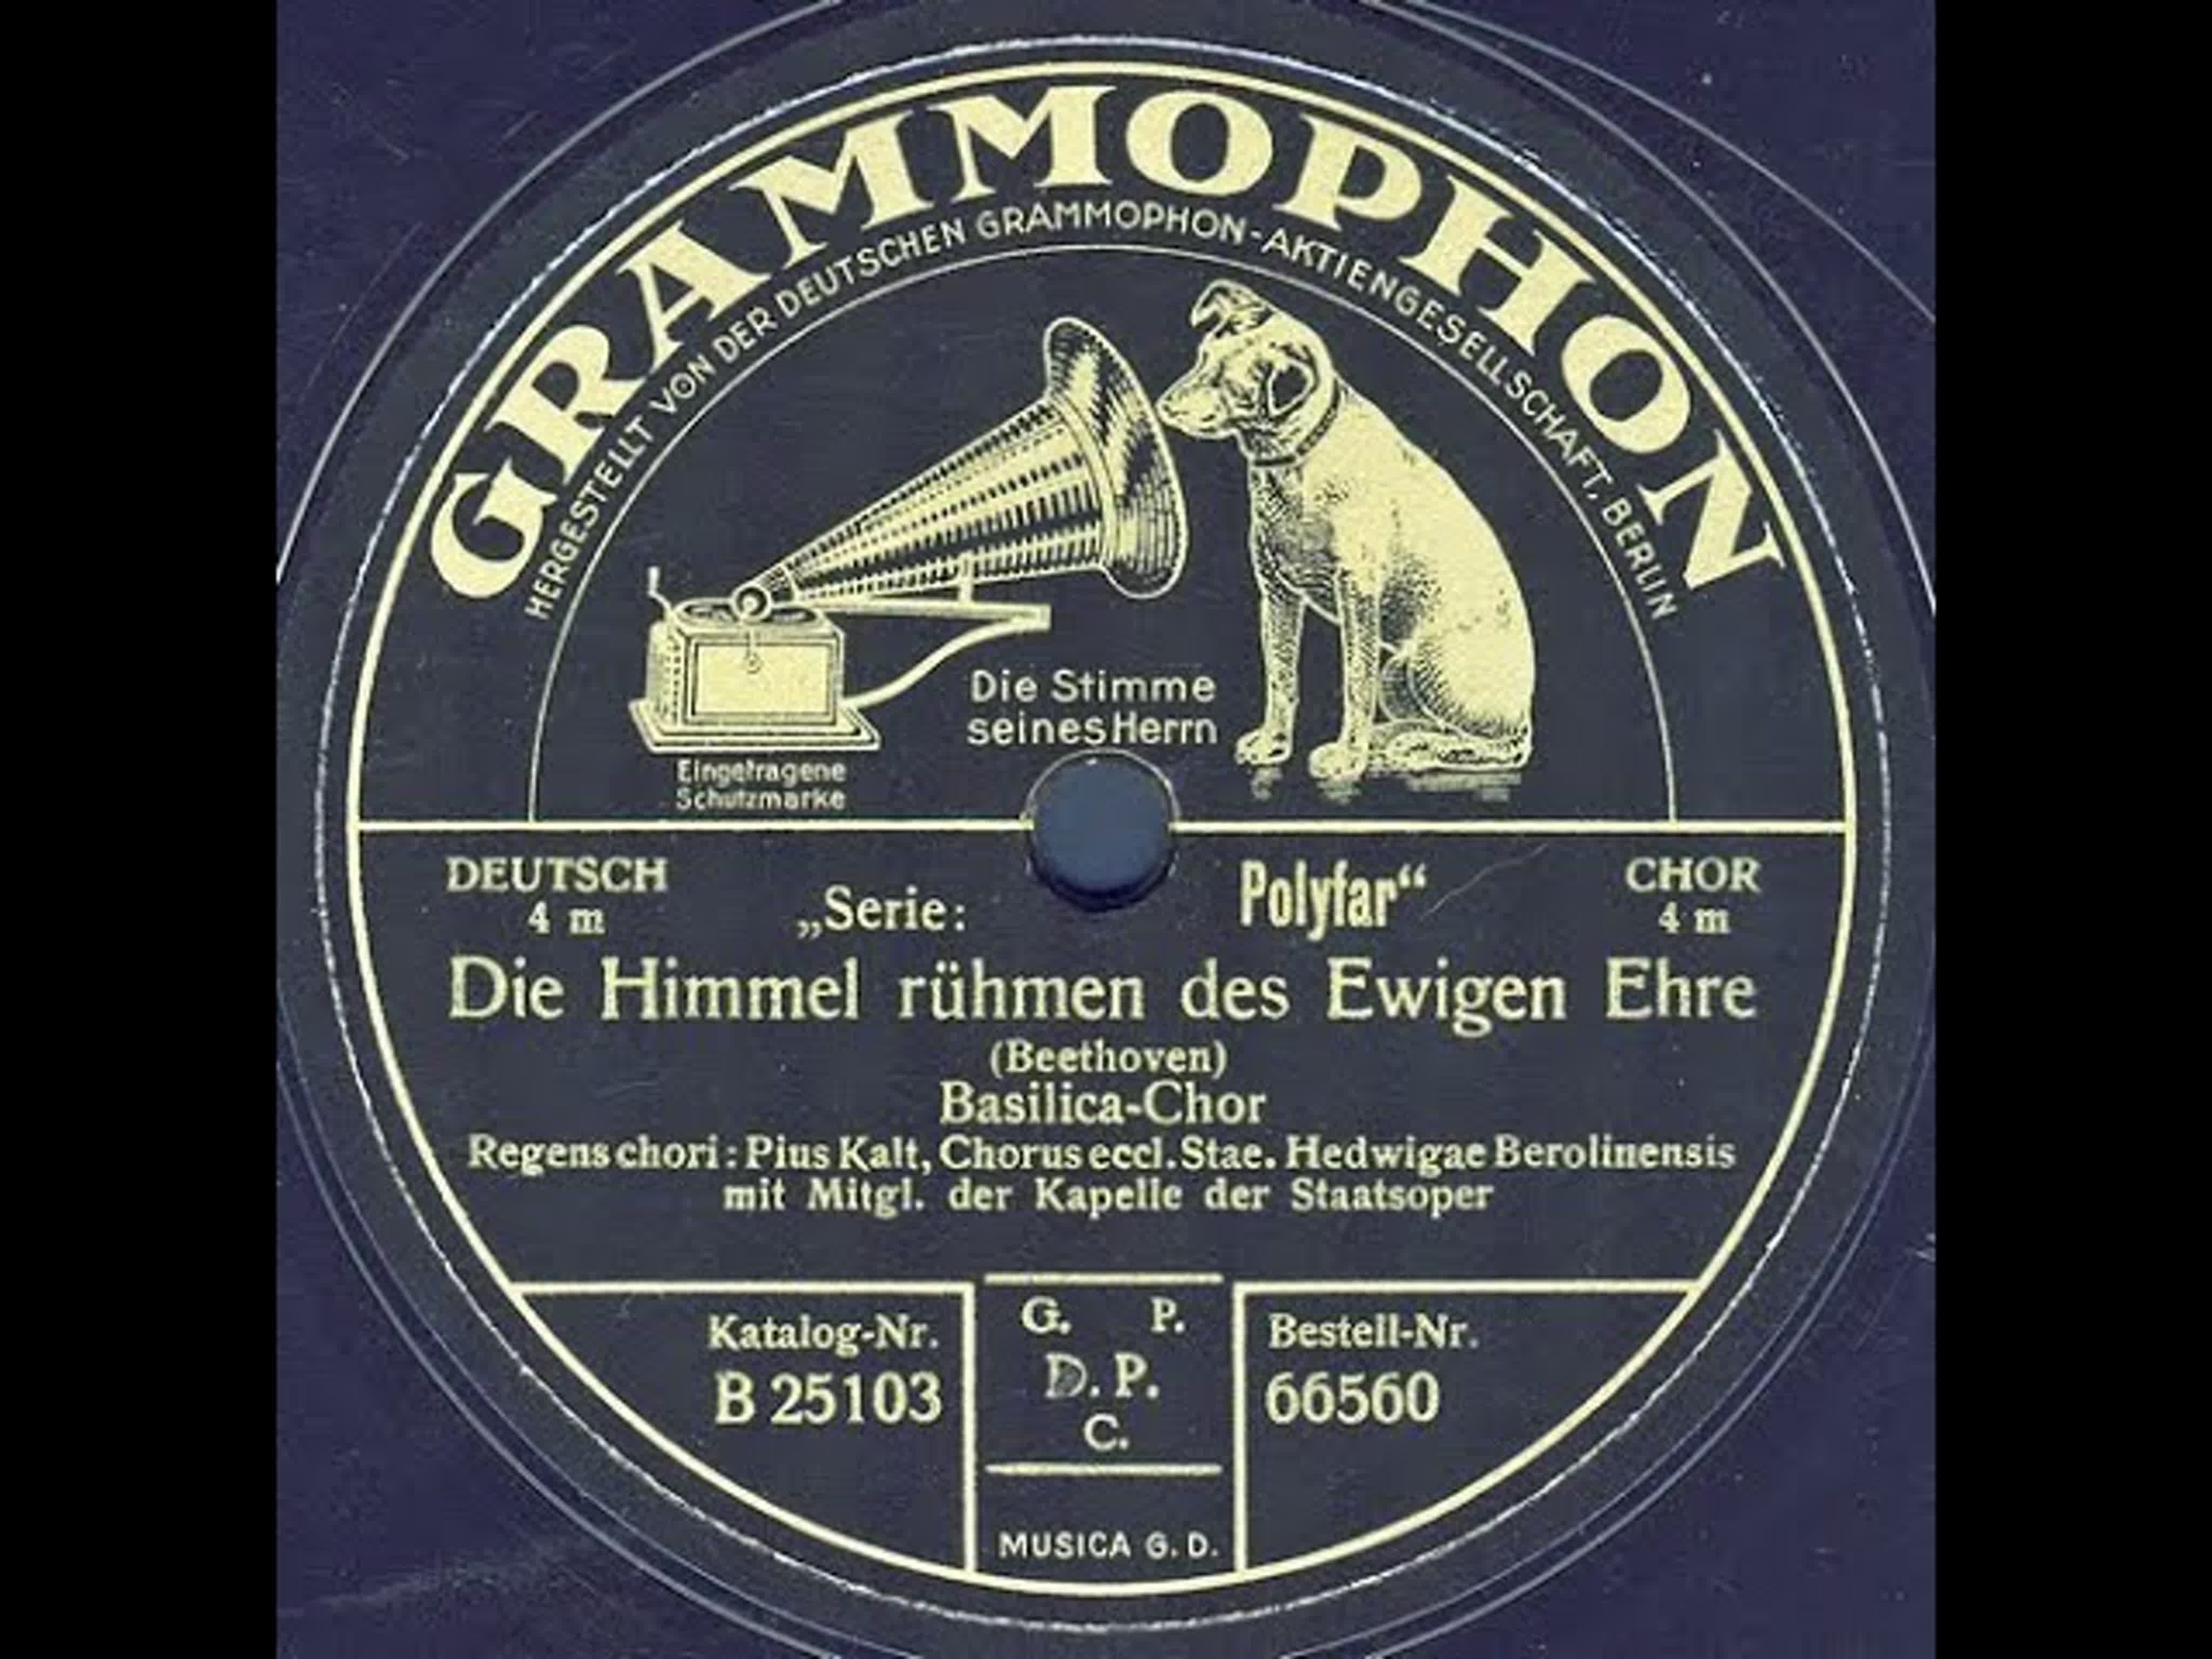 GRAMMOPHON
HERGESTELLT VON DER DEUTSCHEN GRAMMOPHON-AKTIENGESELLSCHAFT, BERLIN
Die Stimme
seines Herrn
Eingetragene
Schutzmarke
DEUTSCH
4 m
„Serie: Polyfar“
CHOR
4 m
Die Himmel rühmen des Ewigen Ehre
(Beethoven)
Basilica-Chor
Regens chori: Pius Kalt, Chorus eccl. Stae. Hedwigae Berolinensis
mit Mitgl. der Kapelle der Staatsoper
Katalog-Nr.
B 25103
G. P.
D. P.
C.
Bestell-Nr.
66560
MUSICA G. D.